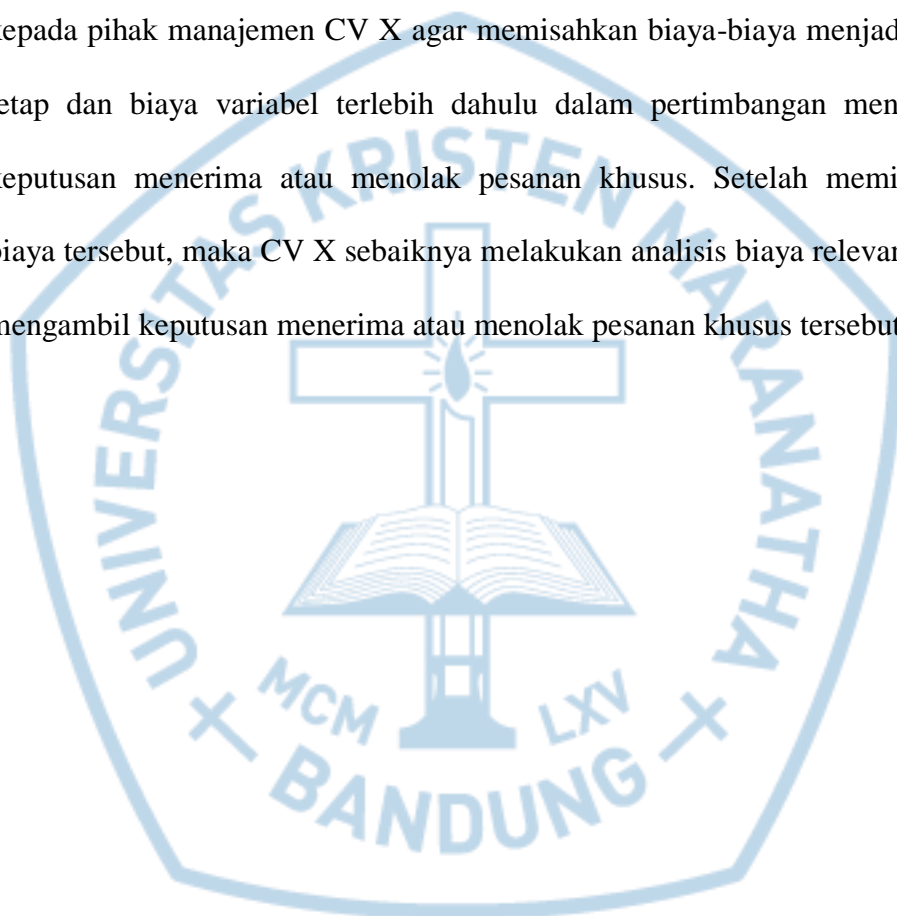 kepada pihak manajemen CV X agar memisahkan biaya-biaya menjad
etap dan biaya variabel terlebih dahulu dalam pertimbangan men
keputusan menerima atau menolak pesanan khusus. Setelah memi
biaya tersebut, maka CV X sebaiknya melakukan analisis biaya relevan
mengambil keputusan menerima atau menolak pesanan khusus tersebut
UNIVERSITAS KRISTEN MARANATHA
MCM LXV
BANDUNG